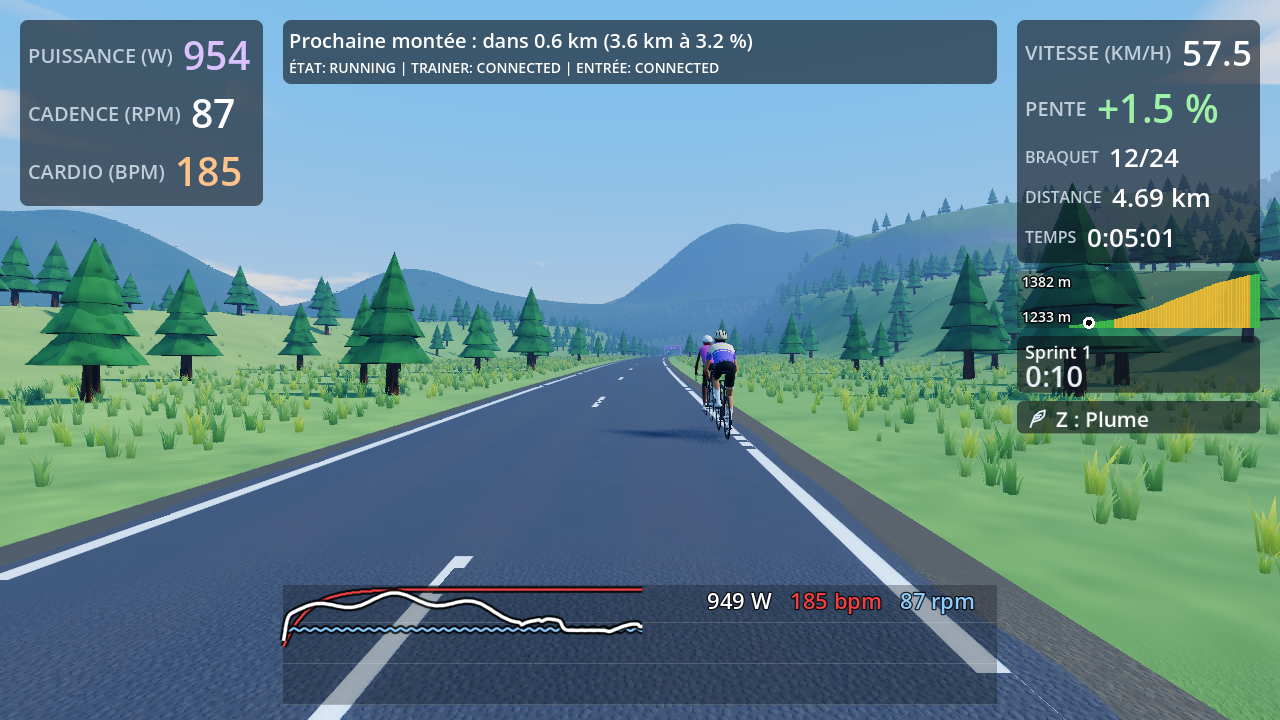 PUISSANCE (W) 954
CADENCE (RPM) 87
CARDIO (BPM) 185
Prochaine montée : dans 0.6 km (3.6 km à 3.2 %)
ÉTAT: RUNNING | TRAINER: CONNECTED | ENTRÉE: CONNECTED
VITESSE (KM/H) 57.5
PENTE +1.5 %
BRAQUET 12/24
DISTANCE 4.69 km
TEMPS 0:05:01
1382 m
1233 m
Sprint 1
0:10
Z : Plume
949 W 185 bpm 87 rpm